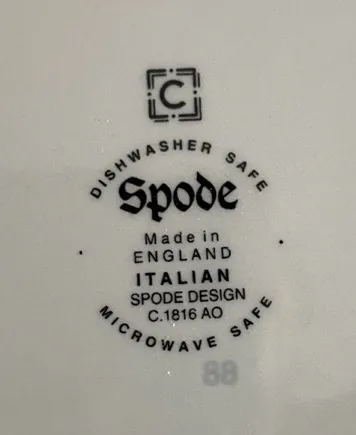 C
DISHWASHER SAFE
Spode
Made in
ENGLAND
ITALIAN
SPODE DESIGN
C.1816 AO
MICROWAVE SAFE
88